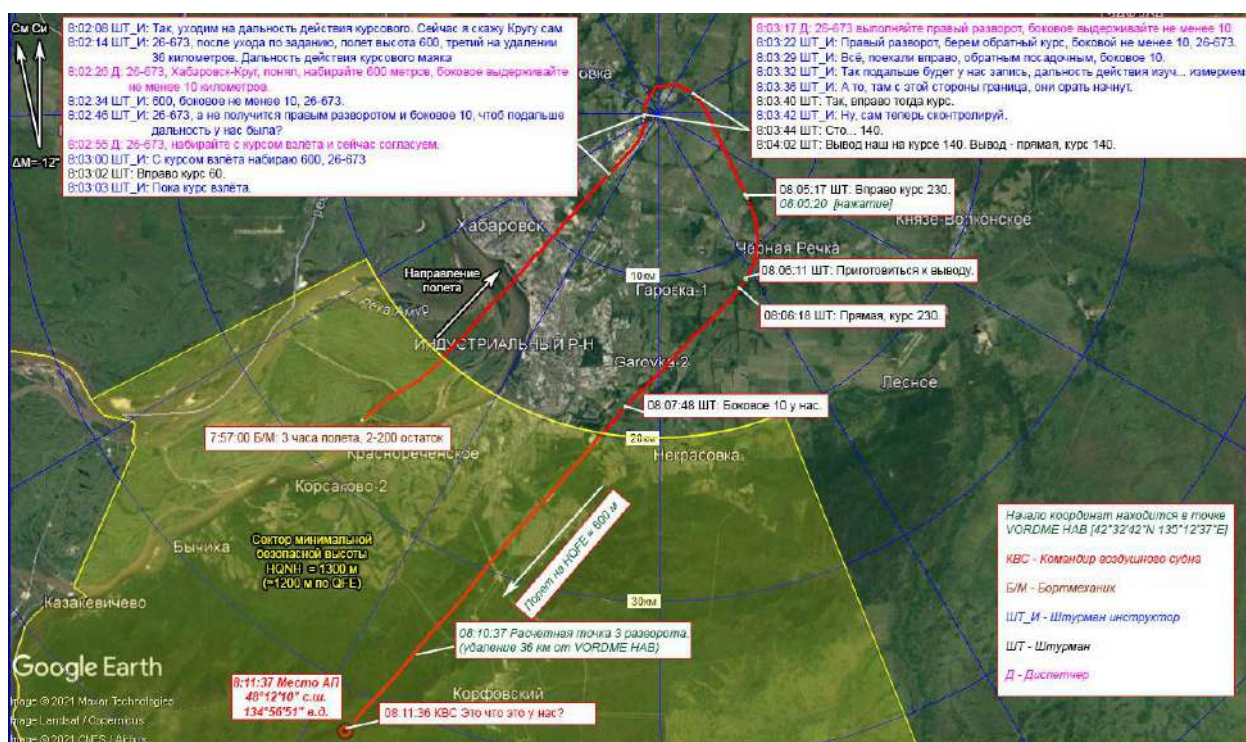 См Си
ΔМ=-12°
8:02:08 ШТ_И: Так, уходим на дальность действия курсового. Сейчас я скажу Кругу сам
8:02:14 ШТ_И: 26-673, после ухода по заданию, полет высота 600, третий на удалении
36 километров. Дальность действия курсового маяка
8:02:26 Д: 26-673, Хабаровск-Круг, понял, набирайте 600 метров, боковое выдерживайте
не менее 10 километров.
8:02:34 ШТ_И: 600, боковое не менее 10, 26-673.
8:02:46 ШТ_И: 26-673, а не получится правым разворотом и боковое 10, чтоб подальше
дальность у нас была?
8:02:55 Д: 26-673, набирайте с курсом взлёта и сейчас согласуем.
8:03:00 ШТ_И: С курсом взлёта набираю 600, 26-673
8:03:02 ШТ: Вправо курс 60.
8:03:03 ШТ_И: Пока курс взлёта.
8:03:17 Д: 26-673 выполняйте правый разворот, боковое выдерживайте не менее 10.
8:03:22 ШТ_И: Правый разворот, берем обратный курс, боковой не менее 10, 26-673.
8:03:29 ШТ_И: Всё, поехали вправо, обратным посадочным, боковое 10.
8:03:32 ШТ_И: Так подальше будет у нас запись, дальность действия изуч... измерием
8:03:36 ШТ_И: А то, там с этой стороны граница, они орать начнут.
8:03:40 ШТ: Так, вправо тогда курс.
8:03:42 ШТ_И: Ну, сам теперь сконтролируй.
8:03:44 ШТ: Сто... 140.
8:04:02 ШТ: Вывод наш на курсе 140. Вывод - прямая, курс 140.
08:05:17 ШТ: Вправо курс 230.
08:05:20 [нажатие]
Князе-Волконское
Хабаровск
Чёрная Речка
Направление
полета
10км
08:06:11 ШТ: Приготовиться к выводу.
Гаровка-1
Река Амур
08:06:18 ШТ: Прямая, курс 230.
ИНДУСТРИАЛЬНЫЙ Р-Н
Garovka-2
Лесное
08:07:48 ШТ: Боковое 10 у нас.
7:57:00 Б/М: 3 часа полета, 2-200 остаток
20км
Краснореченское
Некрасовка
Корсаково-2
Бычиха
Сектор минимальной
безопасной высоты
HQNH = 1300 м
(≈1200 м по QFE)
Полет на HQFE = 600 м
Казакевичево
30км
08:10:37 Расчетная точка 3 разворота.
(удаление 36 км от VORDME HAB)
Google Earth
8:11:37 Место АП
48°12'10" с.ш.
134°56'51" в.д.
Корфовский
08:11:36 КВС Это что это у нас?
Image © 2021 Maxar Technologies
Image Landsat / Copernicus
Image © 2021 CNES / Airbus
Начало координат находится в точке
VORDME HAB [42°32'42"N 135°12'37"E]
КВС - Командир воздушного судна
Б/М - Бортмеханик
ШТ_И - Штурман инструктор
ШТ - Штурман
Д - Диспетчер